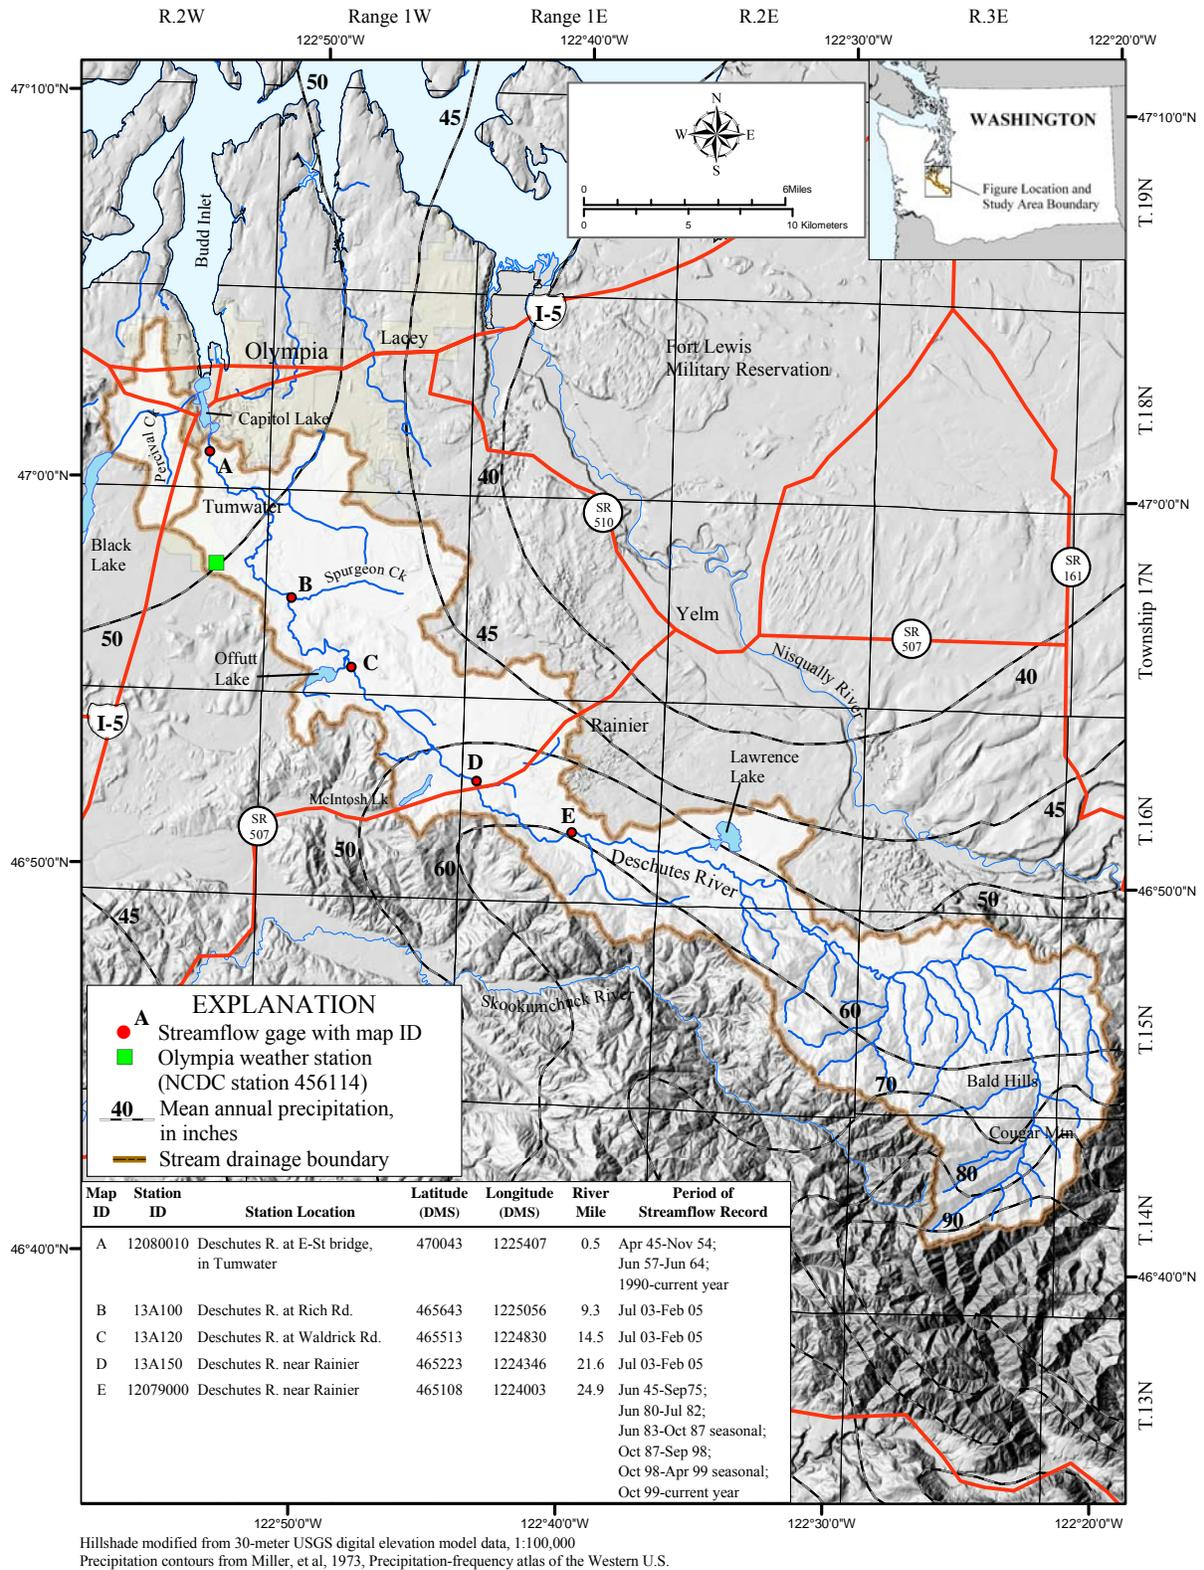 R.2W Range 1W Range 1E R.2E R.3E
122°50'0"W 122°40'0"W 122°30'0"W 122°20'0"W
47°10'0"N
47°10'0"N
50
45
N
W E
S
0 6Miles
0 5 10 Kilometers
WASHINGTON
Figure Location and
Study Area Boundary
T.19N
Budd Inlet
I-5
Olympia
Lacey
Fort Lewis
Military Reservation
T.18N
Capitol Lake
Percival Ck
A
40
47°0'0"N
47°0'0"N
Tumwater
SR
510
Black
Lake
SR
161
B
Spurgeon Ck
Yelm
SR
507
Township 17N
50
45
Offutt
Lake
C
Nisqually River
40
I-5
Rainier
D
Lawrence
Lake
McIntosh Lk
SR
507
E
45
T.16N
50
60
Deschutes River
46°50'0"N
46°50'0"N
45
50
Skookumchuck River
60
T.15N
70
Bald Hills
Cougar Mtn
80
90
T.14N
EXPLANATION
A Streamflow gage with map ID
Olympia weather station
(NCDC station 456114)
40 Mean annual precipitation,
in inches
Stream drainage boundary
Map Station Latitude Longitude River Period of
ID ID Station Location (DMS) (DMS) Mile Streamflow Record
A 12080010 Deschutes R. at E-St bridge, 470043 1225407 0.5 Apr 45-Nov 54;
in Tumwater Jun 57-Jun 64;
1990-current year
B 13A100 Deschutes R. at Rich Rd. 465643 1225056 9.3 Jul 03-Feb 05
C 13A120 Deschutes R. at Waldrick Rd. 465513 1224830 14.5 Jul 03-Feb 05
D 13A150 Deschutes R. near Rainier 465223 1224346 21.6 Jul 03-Feb 05
E 12079000 Deschutes R. near Rainier 465108 1224003 24.9 Jun 45-Sep75;
Jun 80-Jul 82;
Jun 83-Oct 87 seasonal;
Oct 87-Sep 98;
Oct 98-Apr 99 seasonal;
Oct 99-current year
46°40'0"N
46°40'0"N
T.13N
122°50'0"W 122°40'0"W 122°30'0"W 122°20'0"W
Hillshade modified from 30-meter USGS digital elevation model data, 1:100,000
Precipitation contours from Miller, et al, 1973, Precipitation-frequency atlas of the Western U.S.